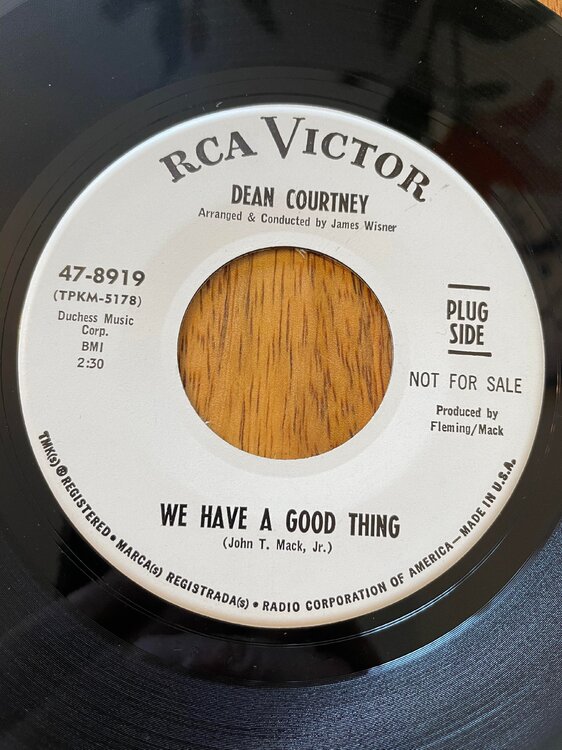 RCA VICTOR
DEAN COURTNEY
Arranged & Conducted by James Wisner
47-8919
(TPKM-5178)
Duchess Music
Corp.
BMI
2:30
PLUG
SIDE
NOT FOR SALE
Produced by
Fleming/Mack
WE HAVE A GOOD THING
(John T. Mack, Jr.)
TMK(s) ® REGISTERED • MARCA(s) REGISTRADA(s) • RADIO CORPORATION OF AMERICA—MADE IN U.S.A.